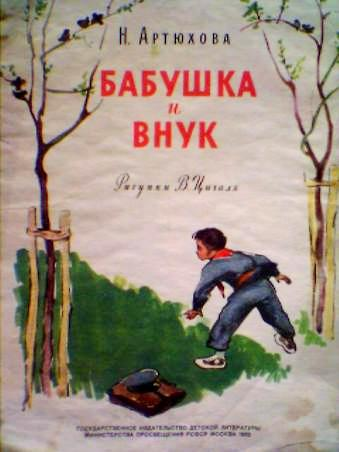 Н. АРТЮХОВА
БАБУШКА
и
ВНУК
Рисунки В. Цигаля
ГОСУДАРСТВЕННОЕ ИЗДАТЕЛЬСТВО ДЕТСКОЙ ЛИТЕРАТУРЫ
МИНИСТЕРСТВА ПРОСВЕЩЕНИЯ РСФСР МОСКВА